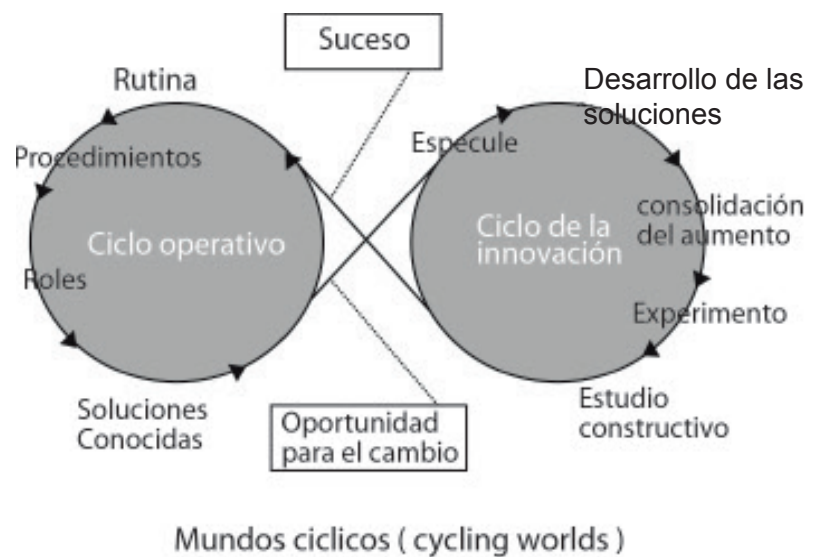 Suceso
Rutina
Procedimientos
Ciclo operativo
Roles
Soluciones
Conocidas
Oportunidad
para el cambio
Especule
Desarrollo de las
soluciones
Ciclo de la
innovación
consolidación
del aumento
Experimento
Estudio
constructivo
Mundos ciclicos ( cycling worlds )